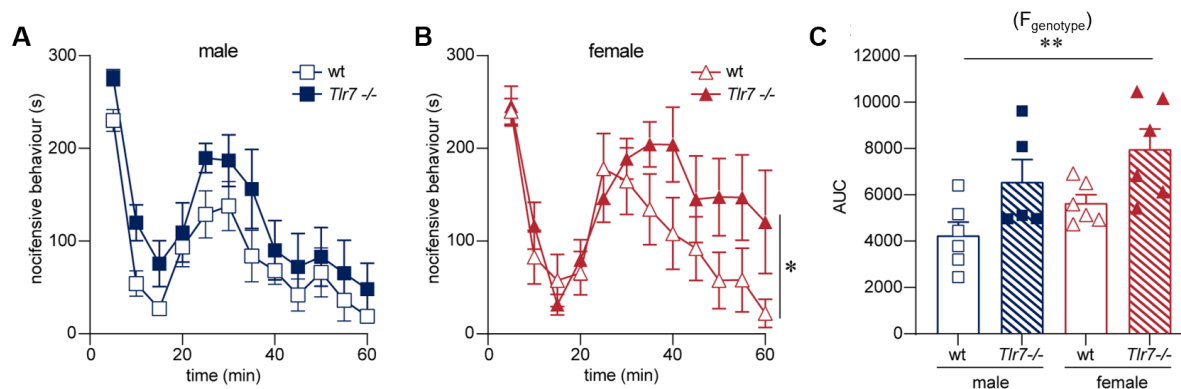 A
male
nocifensive behaviour (s)
300
200
100
0
0
20
40
60
time (min)
wt
Tlr7 -/-
B
female
nocifensive behaviour (s)
300
200
100
0
0
20
40
60
time (min)
wt
Tlr7 -/-
*
C
(Fgenotype)
**
AUC
12000
10000
8000
6000
4000
2000
0
wt
Tlr7-/-
wt
Tlr7-/-
male
female